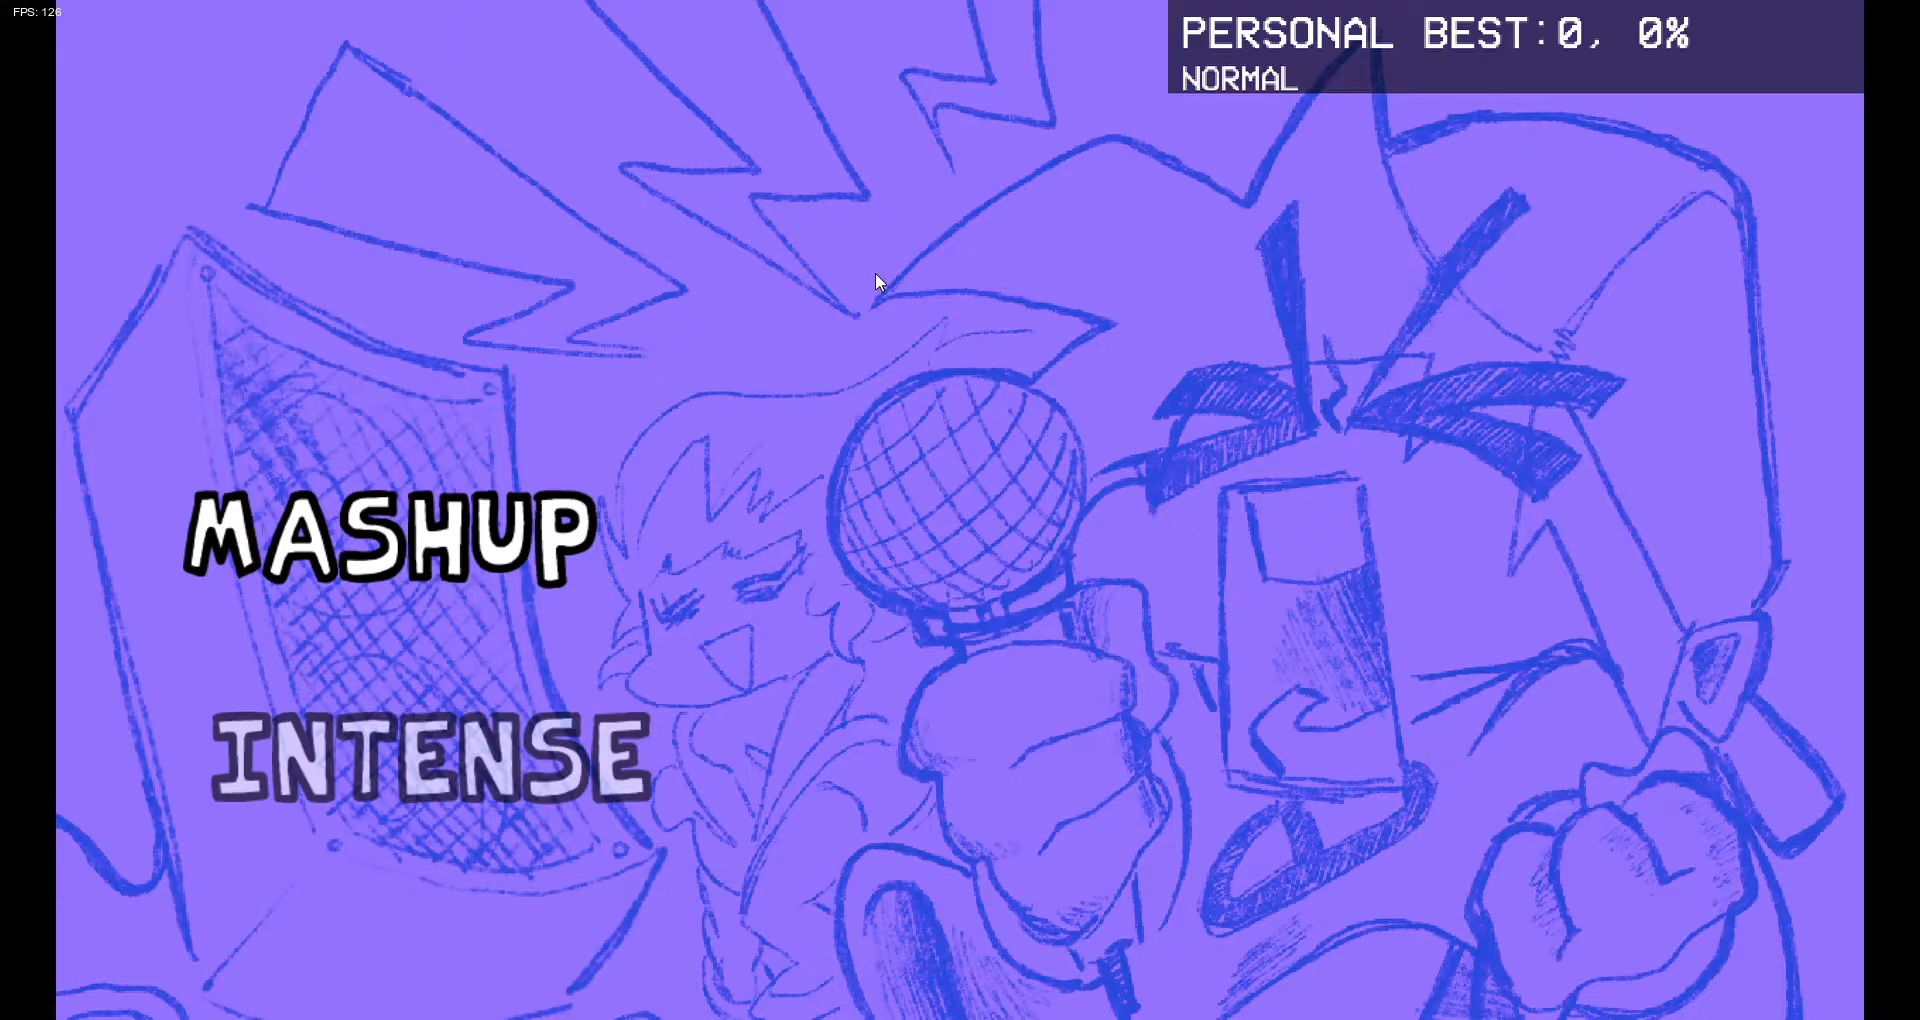 FPS: 126
PERSONAL BEST:0, 0%
NORMAL
MASHUP
INTENSE